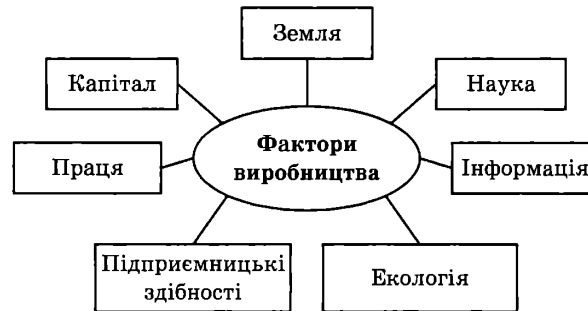 Земля
Капітал
Наука
Фактори
виробництва
Праця
Інформація
Підприємницькі
здібності
Екологія